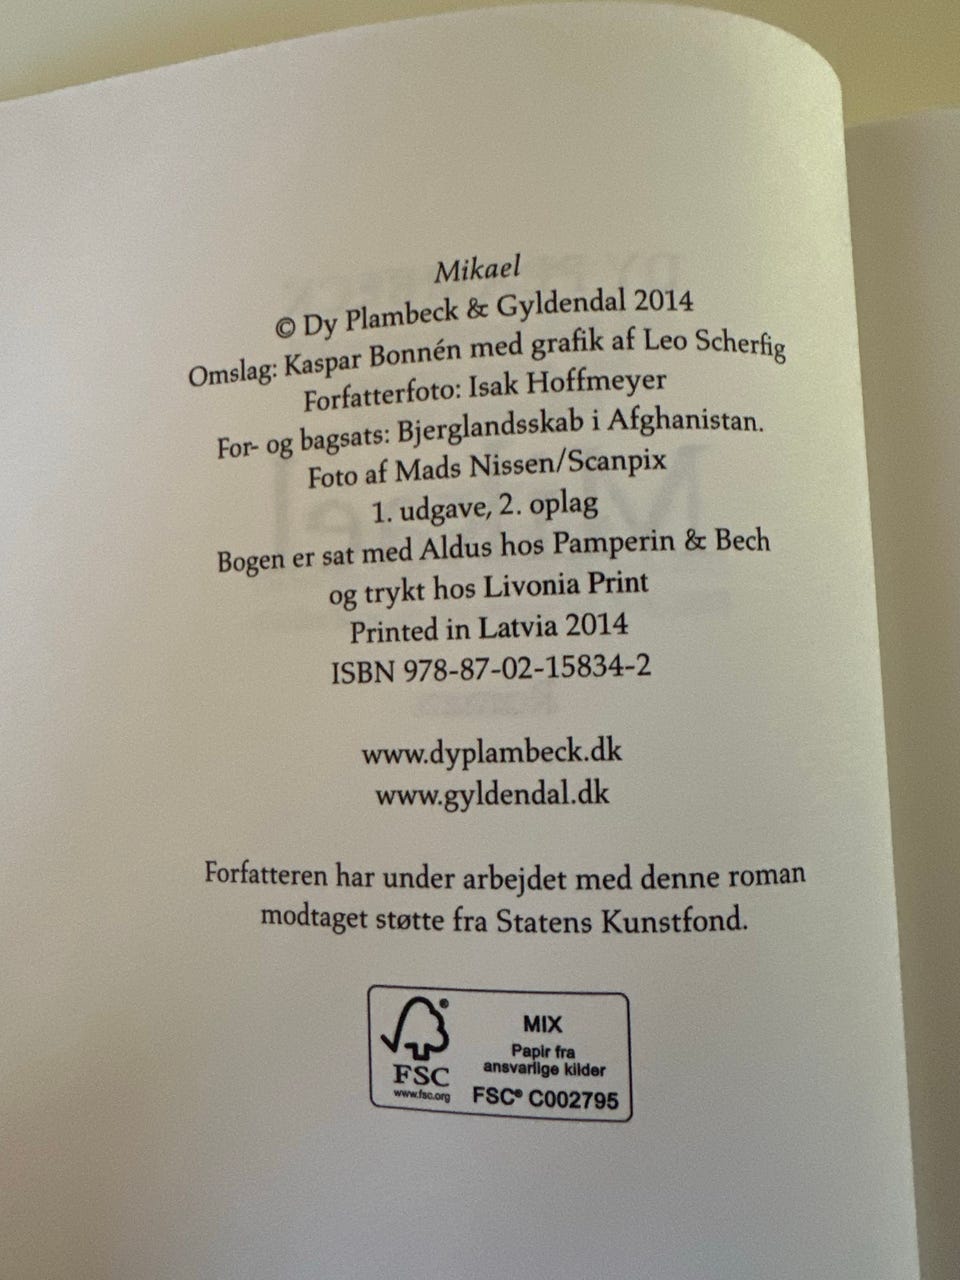 Mikael
© Dy Plambeck & Gyldendal 2014
Omslag: Kaspar Bonnén med grafik af Leo Scherfig
Forfatterfoto: Isak Hoffmeyer
For- og bagsats: Bjerglandsskab i Afghanistan.
Foto af Mads Nissen/Scanpix
1. udgave, 2. oplag
Bogen er sat med Aldus hos Pamperin & Bech
og trykt hos Livonia Print
Printed in Latvia 2014
ISBN 978-87-02-15834-2
www.dyplambeck.dk
www.gyldendal.dk
Forfatteren har under arbejdet med denne roman
modtaget støtte fra Statens Kunstfond.
®
FSC
www.fsc.org
MIX
Papir fra
ansvarlige kilder
FSC® C002795